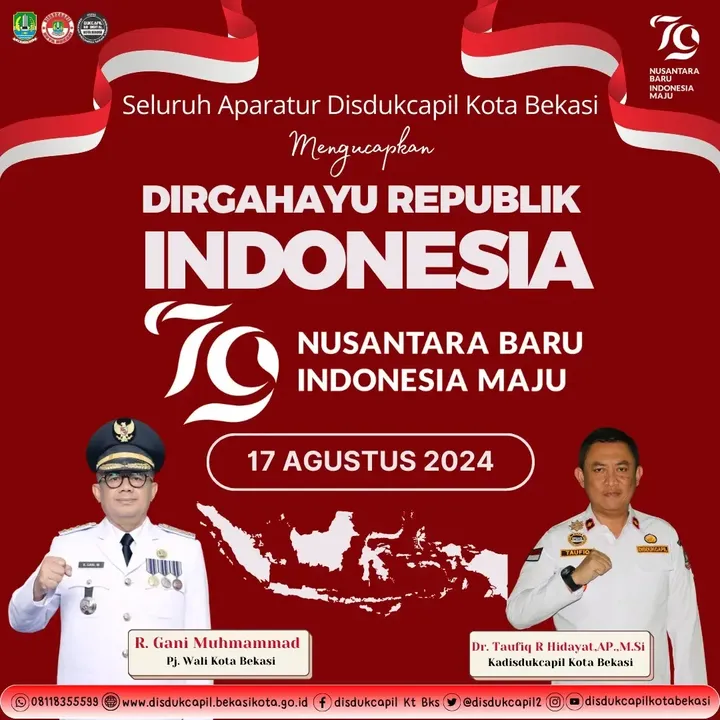 79
NUSANTARA
BARU
INDONESIA
MAJU
Seluruh Aparatur Disdukcapil Kota Bekasi
Mengucapkan
DIRGAHAYU REPUBLIK
INDONESIA
79
NUSANTARA BARU
INDONESIA MAJU
17 AGUSTUS 2024
TAUFIQ
R. Gani Muhmammad
Pj. Wali Kota Bekasi
Dr. Taufiq R Hidayat,AP.,M.Si
Kadisdukcapil Kota Bekasi
08118355599 www.disdukcapil.bekasikota.go.id disdukcapil Kt Bks @disdukcapil2 disdukcapilkotabekasi